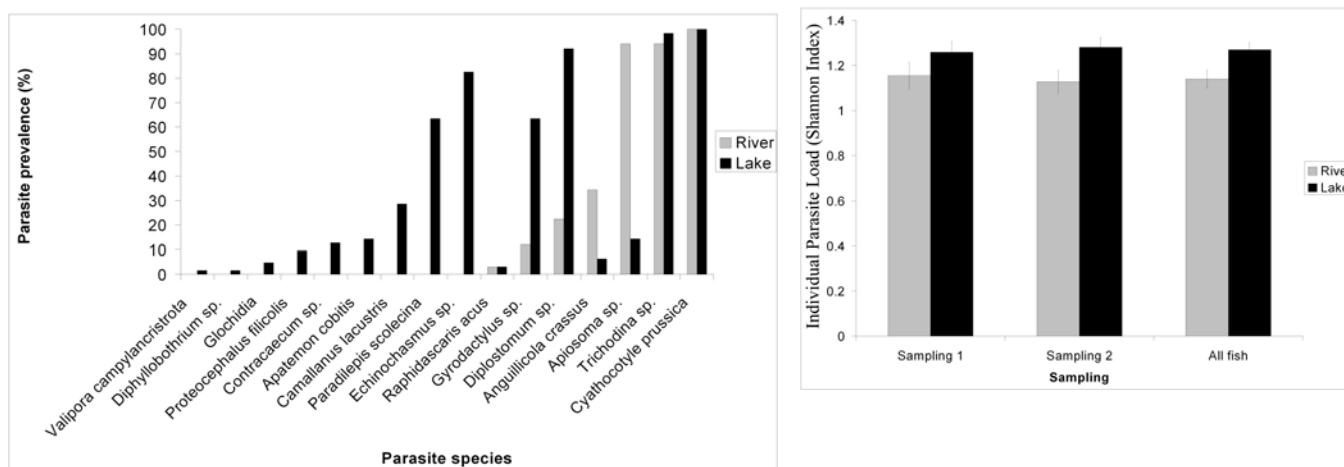 Parasite prevalence (%)
100
90
80
70
60
50
40
30
20
10
0
River
Lake
Valipora campylancristrota
Diphyllobothrium sp.
Glochidia
Proteocephalus filicolis
Contracaecum sp.
Apatemon cobitis
Camallanus lacustris
Paradilepis scolecina
Echinochasmus sp.
Raphidascaris acus
Gyrodactylus sp.
Diplostomum sp.
Anguillicola crassus
Apiosoma sp.
Trichodina sp.
Cyathocotyle prussica
Parasite species
Individual Parasite Load (Shannon Index)
1.4
1.2
1
0.8
0.6
0.4
0.2
0
Sampling 1
Sampling 2
All fish
Sampling
River
Lake